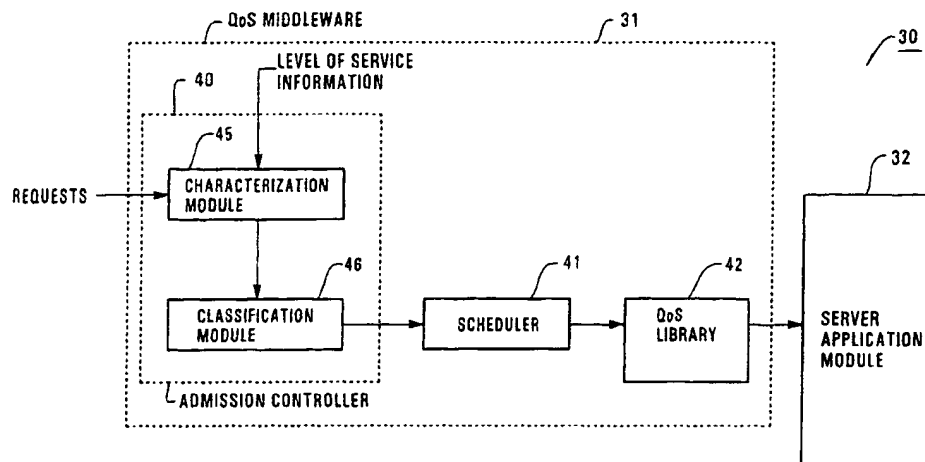 QoS MIDDLEWARE
31
30
LEVEL OF SERVICE
INFORMATION
40
45
32
REQUESTS
CHARACTERIZATION
MODULE
46
41
42
CLASSIFICATION
MODULE
SCHEDULER
QoS
LIBRARY
SERVER
APPLICATION
MODULE
ADMISSION CONTROLLER